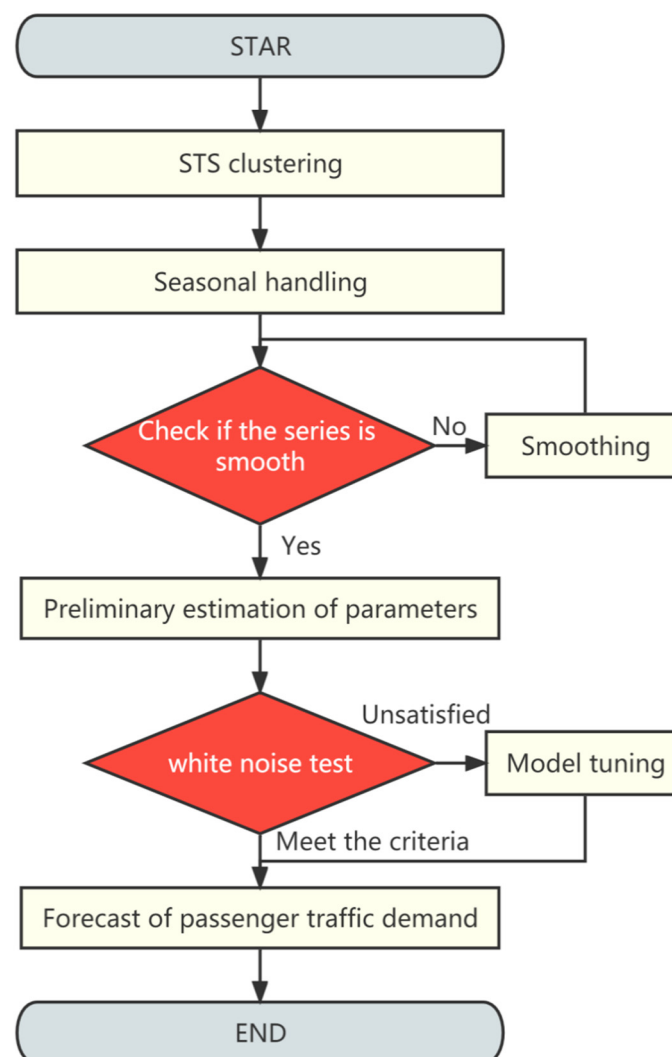 STAR
STS clustering
Seasonal handling
Check if the series is
smooth
No
Smoothing
Yes
Preliminary estimation of parameters
Unsatisfied
white noise test
Model tuning
Meet the criteria
Forecast of passenger traffic demand
END